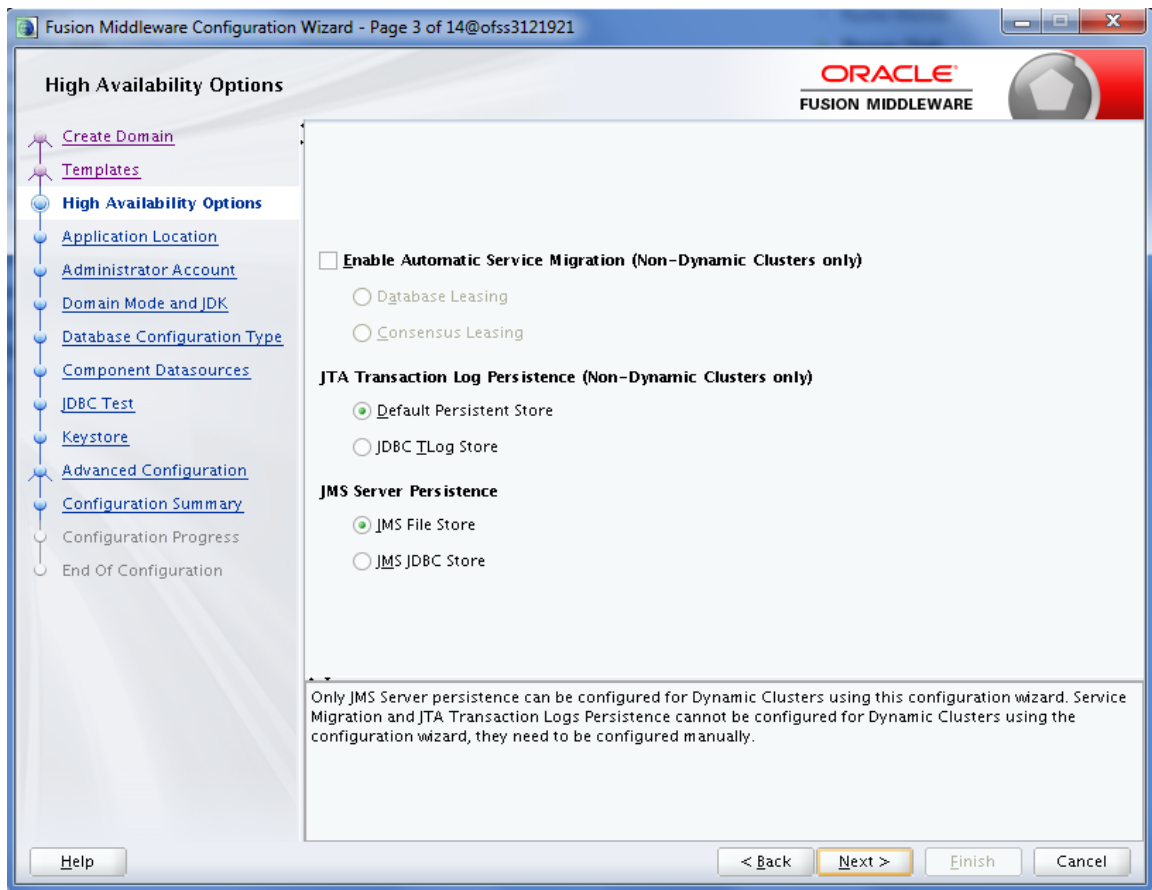 Fusion Middleware Configuration Wizard - Page 3 of 14@ofss3121921
High Availability Options
ORACLE
FUSION MIDDLEWARE
Create Domain
Templates
High Availability Options
Application Location
Administrator Account
Domain Mode and JDK
Database Configuration Type
Component Datasources
JDBC Test
Keystore
Advanced Configuration
Configuration Summary
Configuration Progress
End Of Configuration
Enable Automatic Service Migration (Non-Dynamic Clusters only)
Database Leasing
Consensus Leasing
JTA Transaction Log Persistence (Non-Dynamic Clusters only)
Default Persistent Store
JDBC TLog Store
JMS Server Persistence
JMS File Store
JMS JDBC Store
Only JMS Server persistence can be configured for Dynamic Clusters using this configuration wizard. Service
Migration and JTA Transaction Logs Persistence cannot be configured for Dynamic Clusters using the
configuration wizard, they need to be configured manually.
Help
< Back
Next >
Finish
Cancel